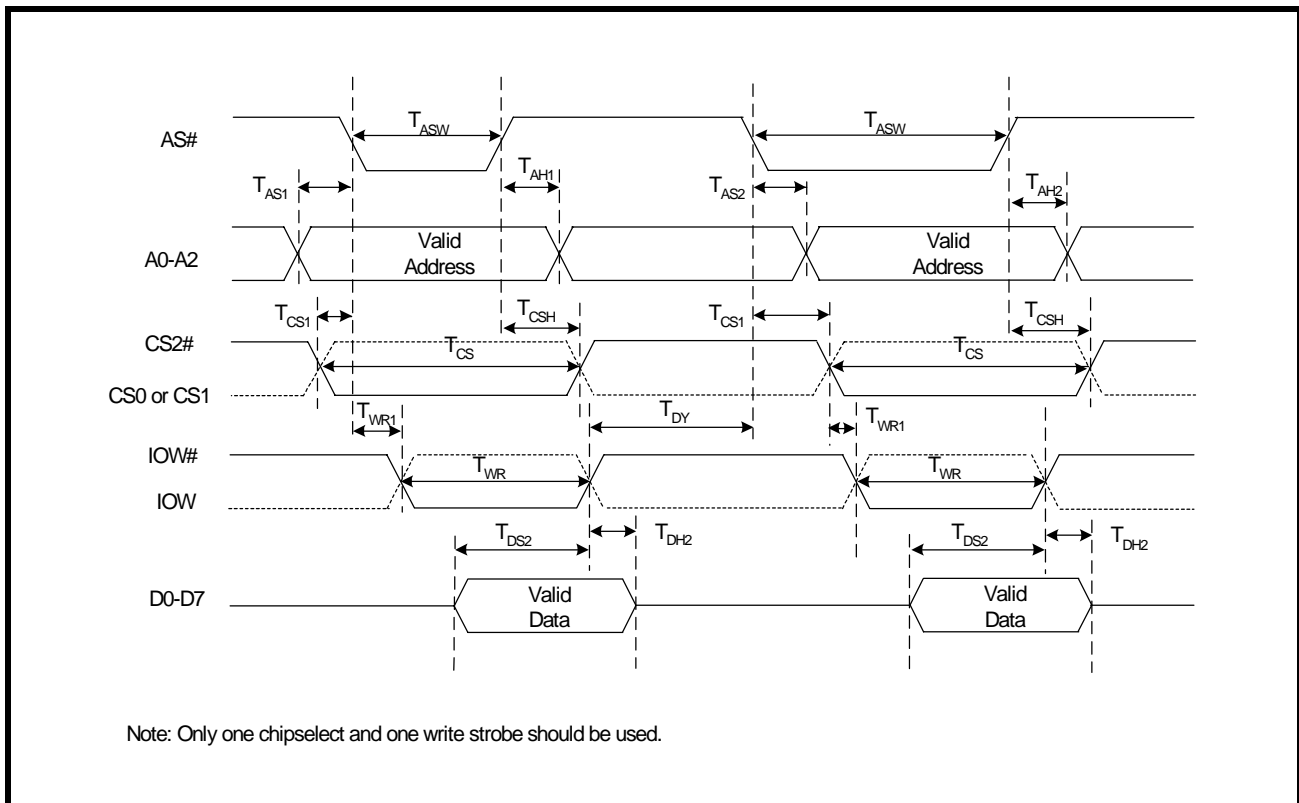 AS#
T_ASW
T_ASW
T_AS1
T_AH1
T_AS2
T_AH2
A0-A2
Valid
Address
Valid
Address
T_CS1
T_CSH
T_CS1
T_CSH
CS2#
T_CS
T_CS
CS0 or CS1
T_WR1
T_DY
T_WR1
IOW#
T_WR
T_WR
IOW
T_DS2
T_DH2
T_DS2
T_DH2
D0-D7
Valid
Data
Valid
Data
Note: Only one chipselect and one write strobe should be used.